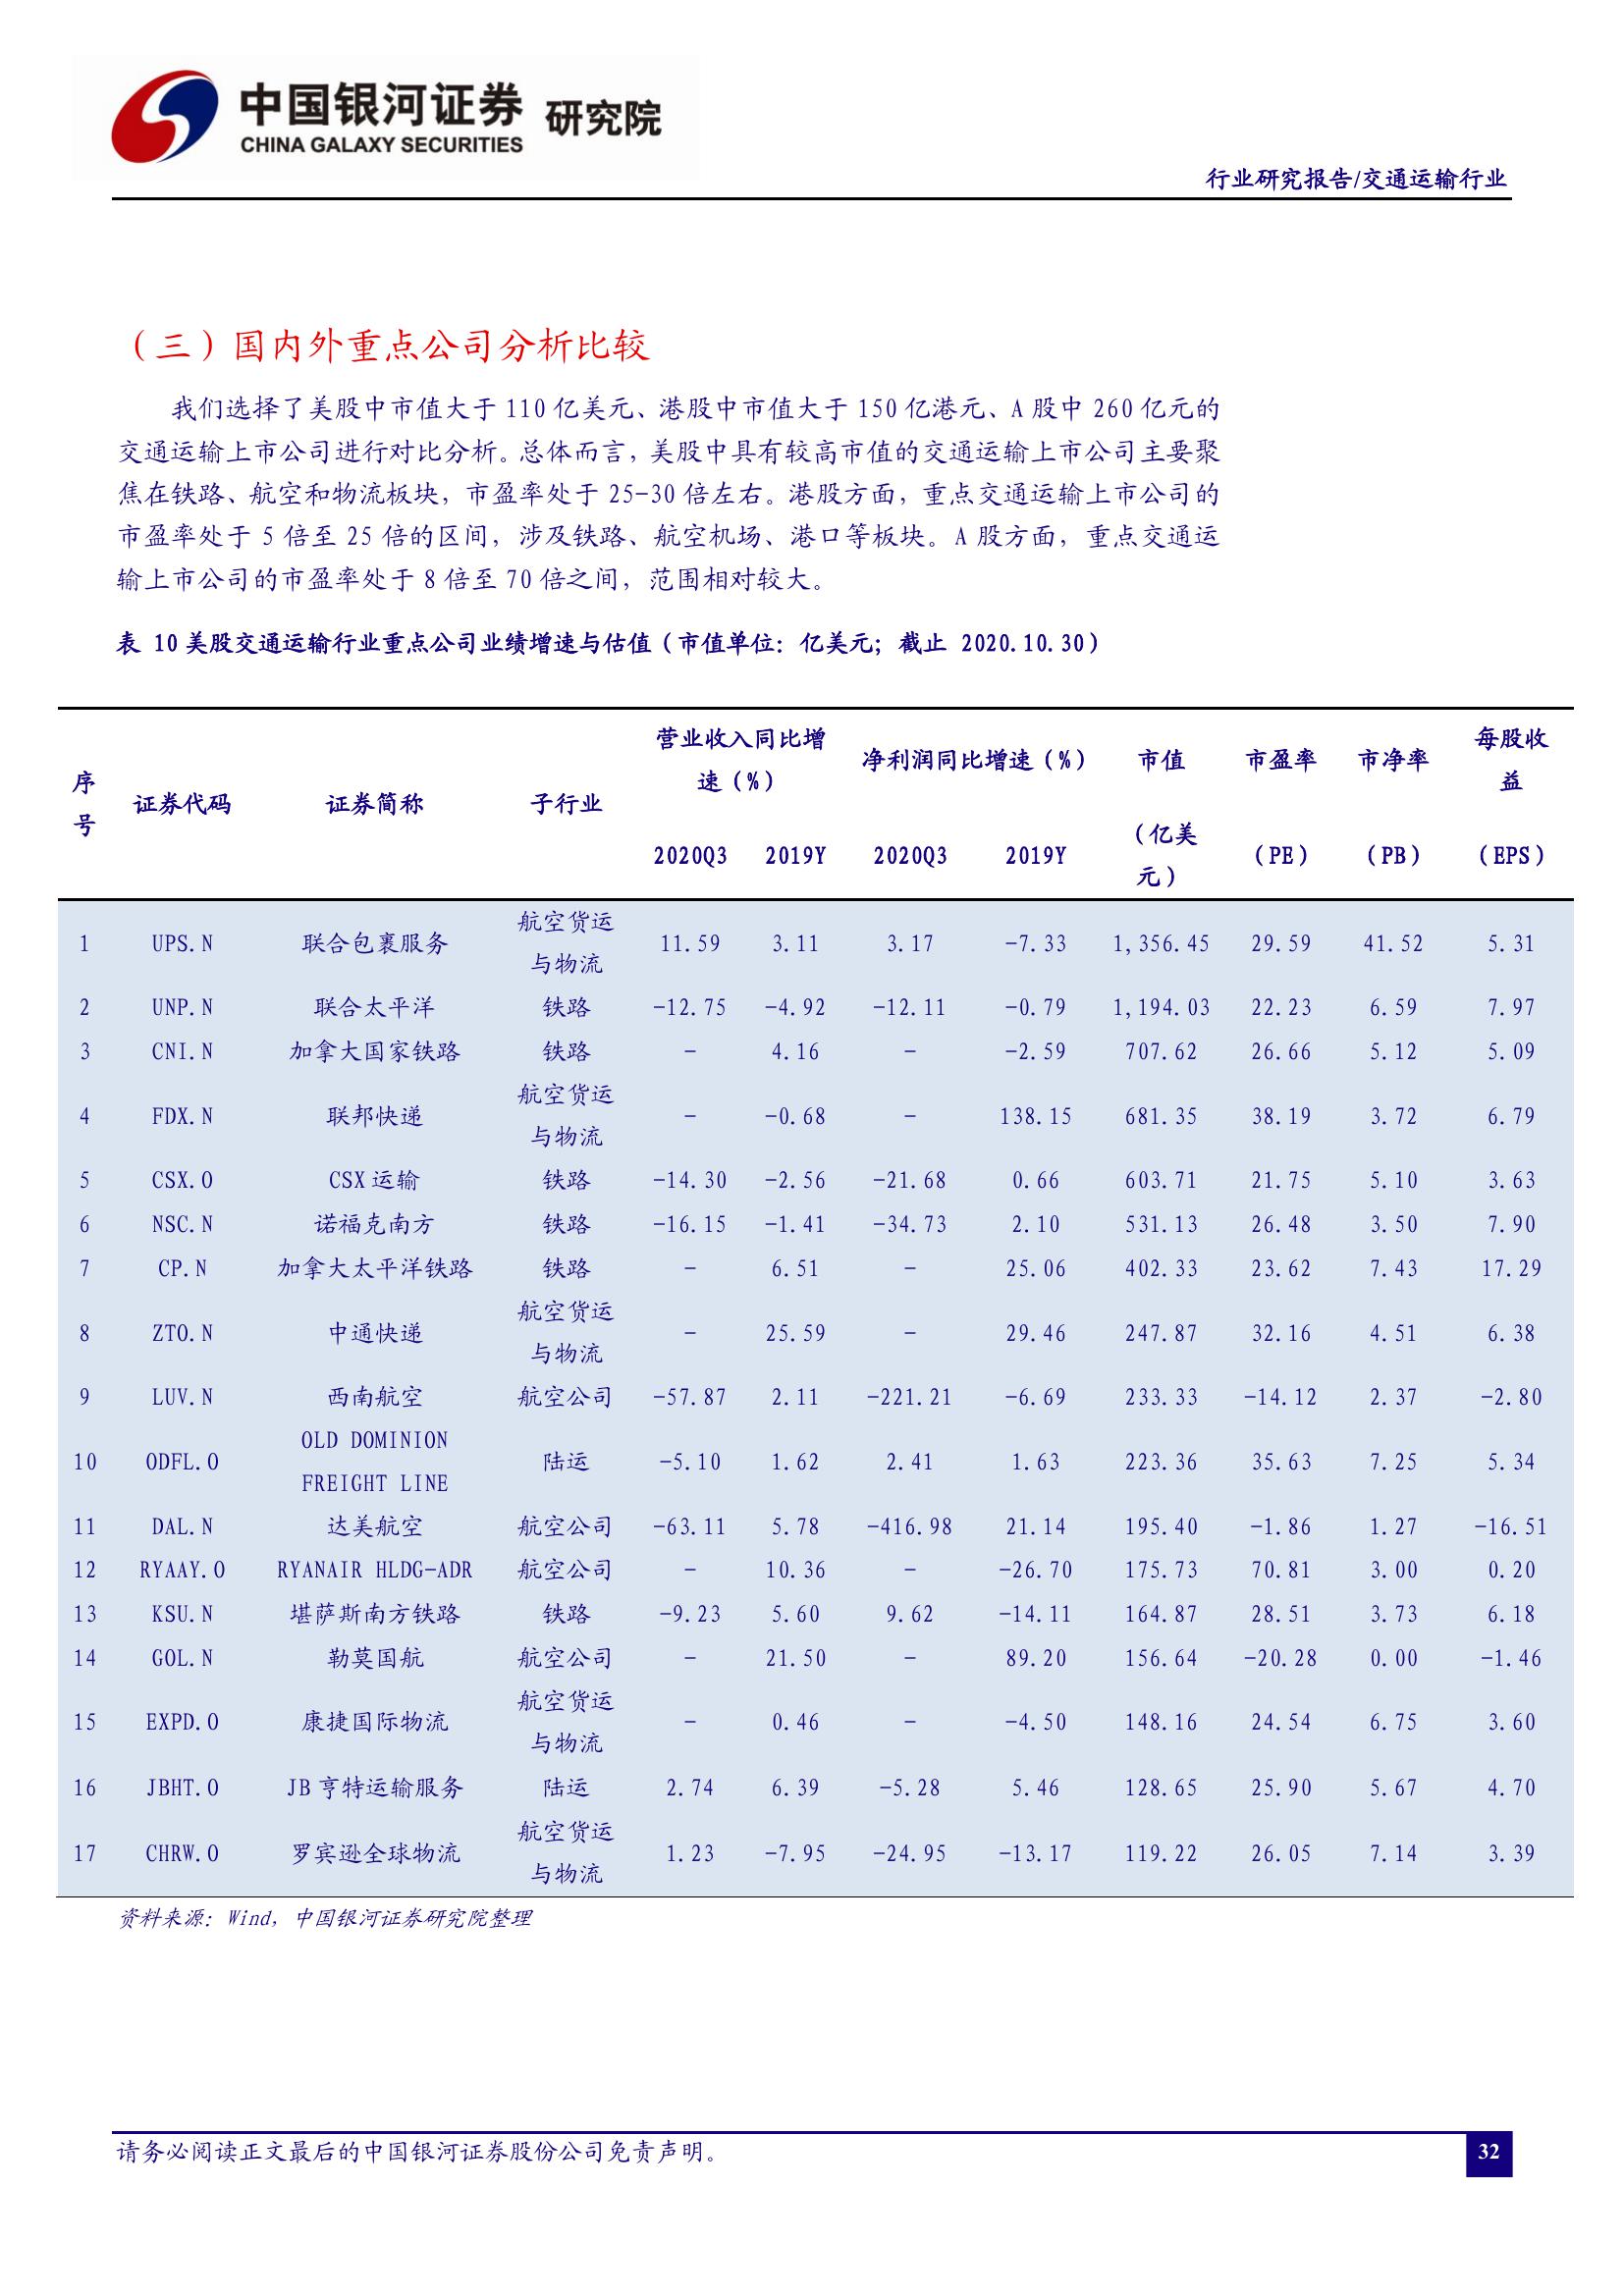 中国银河证券 研究院
CHINA GALAXY SECURITIES
行业研究报告/交通运输行业
（三）国内外重点公司分析比较
我们选择了美股中市值大于 110 亿美元、港股中市值大于 150 亿港元、A 股中 260 亿元的
交通运输上市公司进行对比分析。总体而言，美股中具有较高市值的交通运输上市公司主要聚
焦在铁路、航空和物流板块，市盈率处于 25-30 倍左右。港股方面，重点交通运输上市公司的
市盈率处于 5 倍至 25 倍的区间，涉及铁路、航空机场、港口等板块。A 股方面，重点交通运
输上市公司的市盈率处于 8 倍至 70 倍之间，范围相对较大。
表 10 美股交通运输行业重点公司业绩增速与估值（市值单位：亿美元；截止 2020.10.30）
序号 证券代码 证券简称 子行业 营业收入同比增速（%） 净利润同比增速（%） 市值 市盈率 市净率 每股收益
2020Q3 2019Y 2020Q3 2019Y （亿美元） （PE） （PB） （EPS）
1 UPS.N 联合包裹服务 航空货运与物流 11.59 3.11 3.17 -7.33 1,356.45 29.59 41.52 5.31
2 UNP.N 联合太平洋 铁路 -12.75 -4.92 -12.11 -0.79 1,194.03 22.23 6.59 7.97
3 CNI.N 加拿大国家铁路 铁路 - 4.16 - -2.59 707.62 26.66 5.12 5.09
4 FDX.N 联邦快递 航空货运与物流 - -0.68 - 138.15 681.35 38.19 3.72 6.79
5 CSX.O CSX 运输 铁路 -14.30 -2.56 -21.68 0.66 603.71 21.75 5.10 3.63
6 NSC.N 诺福克南方 铁路 -16.15 -1.41 -34.73 2.10 531.13 26.48 3.50 7.90
7 CP.N 加拿大太平洋铁路 铁路 - 6.51 - 25.06 402.33 23.62 7.43 17.29
8 ZTO.N 中通快递 航空货运与物流 - 25.59 - 29.46 247.87 32.16 4.51 6.38
9 LUV.N 西南航空 航空公司 -57.87 2.11 -221.21 -6.69 233.33 -14.12 2.37 -2.80
10 ODFL.O OLD DOMINION FREIGHT LINE 陆运 -5.10 1.62 2.41 1.63 223.36 35.63 7.25 5.34
11 DAL.N 达美航空 航空公司 -63.11 5.78 -416.98 21.14 195.40 -1.86 1.27 -16.51
12 RYAAY.O RYANAIR HLDG-ADR 航空公司 - 10.36 - -26.70 175.73 70.81 3.00 0.20
13 KSU.N 堪萨斯南方铁路 铁路 -9.23 5.60 9.62 -14.11 164.87 28.51 3.73 6.18
14 GOL.N 勒莫国航 航空公司 - 21.50 - 89.20 156.64 -20.28 0.00 -1.46
15 EXPD.O 康捷国际物流 航空货运与物流 - 0.46 - -4.50 148.16 24.54 6.75 3.60
16 JBHT.O JB 亨特运输服务 陆运 2.74 6.39 -5.28 5.46 128.65 25.90 5.67 4.70
17 CHRW.O 罗宾逊全球物流 航空货运与物流 1.23 -7.95 -24.95 -13.17 119.22 26.05 7.14 3.39
资料来源：Wind，中国银河证券研究院整理
请务必阅读正文最后的中国银河证券股份公司免责声明。
32